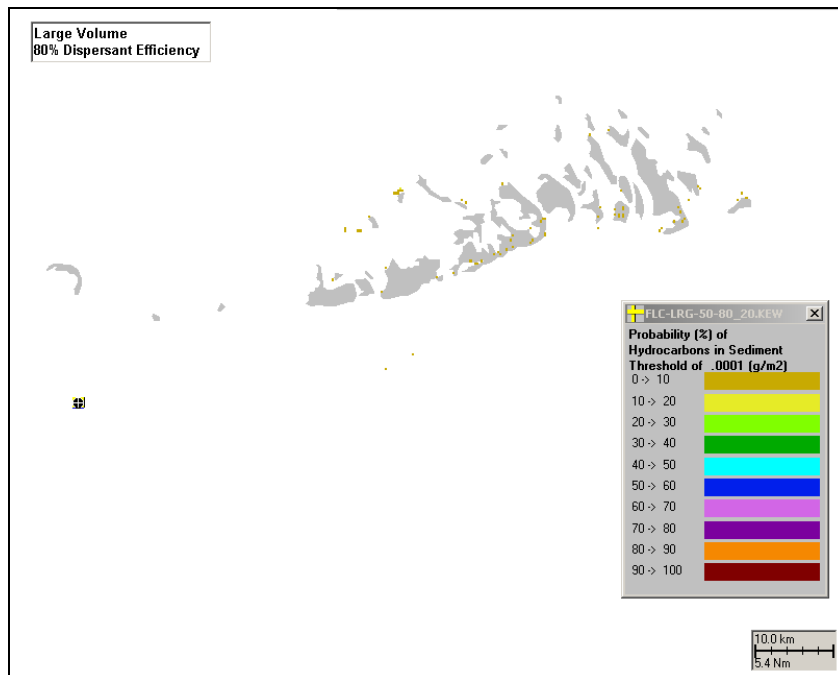 Large Volume
80% Dispersant Efficiency
FLC-LRG-50-80_20.KEW
Probability (%) of
Hydrocarbons in Sediment
Threshold of .0001 (g/m2)
0 -> 10
10 -> 20
20 -> 30
30 -> 40
40 -> 50
50 -> 60
60 -> 70
70 -> 80
80 -> 90
90 -> 100
10.0 km
5.4 Nm